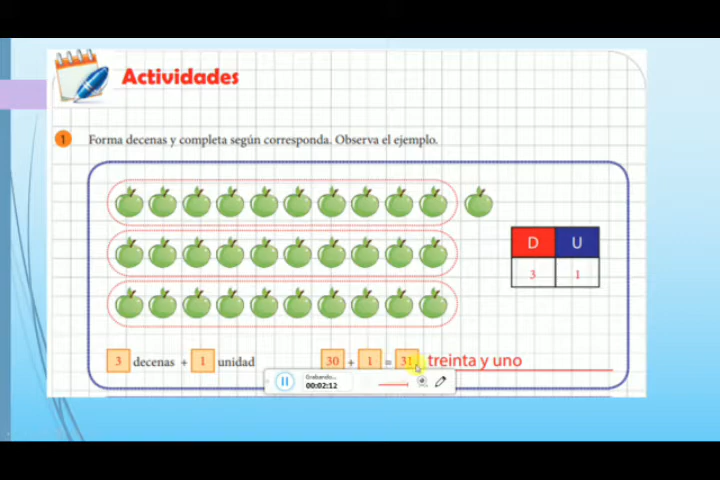 Actividades
1 Forma decenas y completa según corresponda. Observa el ejemplo.
D U
3 1
3 decenas + 1 unidad 30 + 1 = 31 treinta y uno
Grabando...
00:02:12